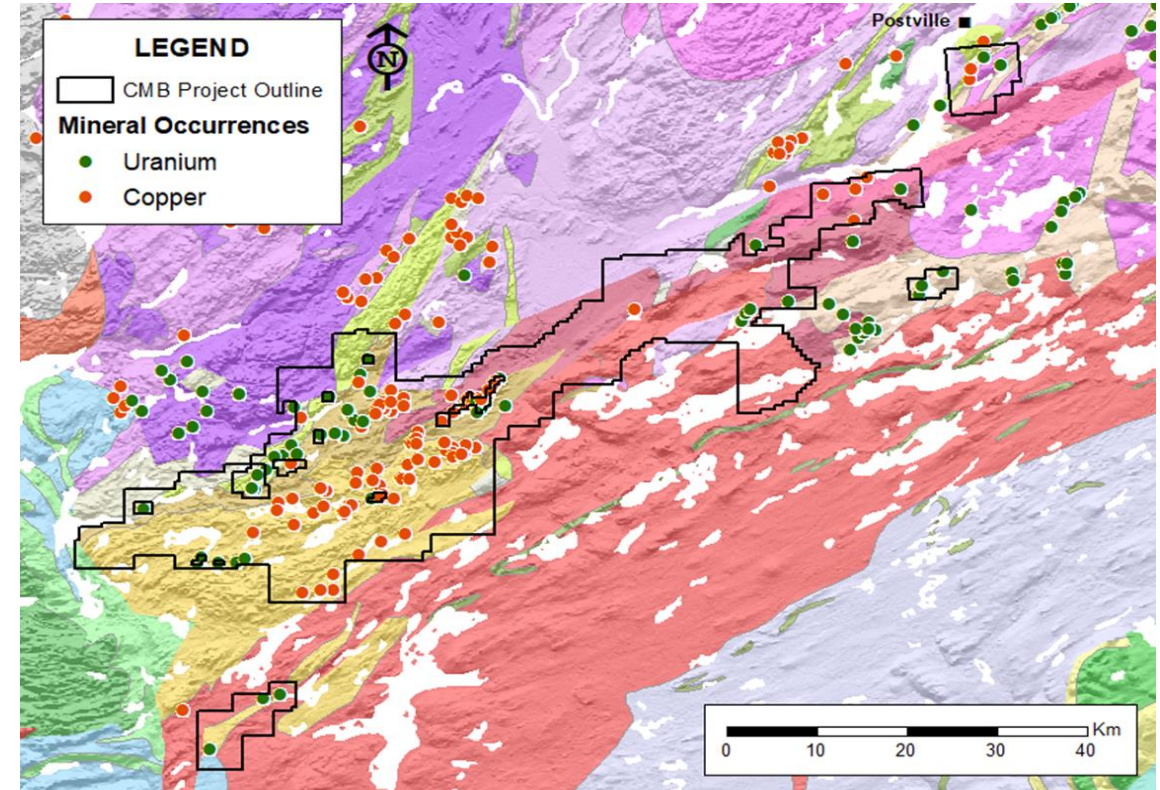 Postville
LEGEND
CMB Project Outline
Mineral Occurrences
Uranium
Copper
N
Km
0 10 20 30 40